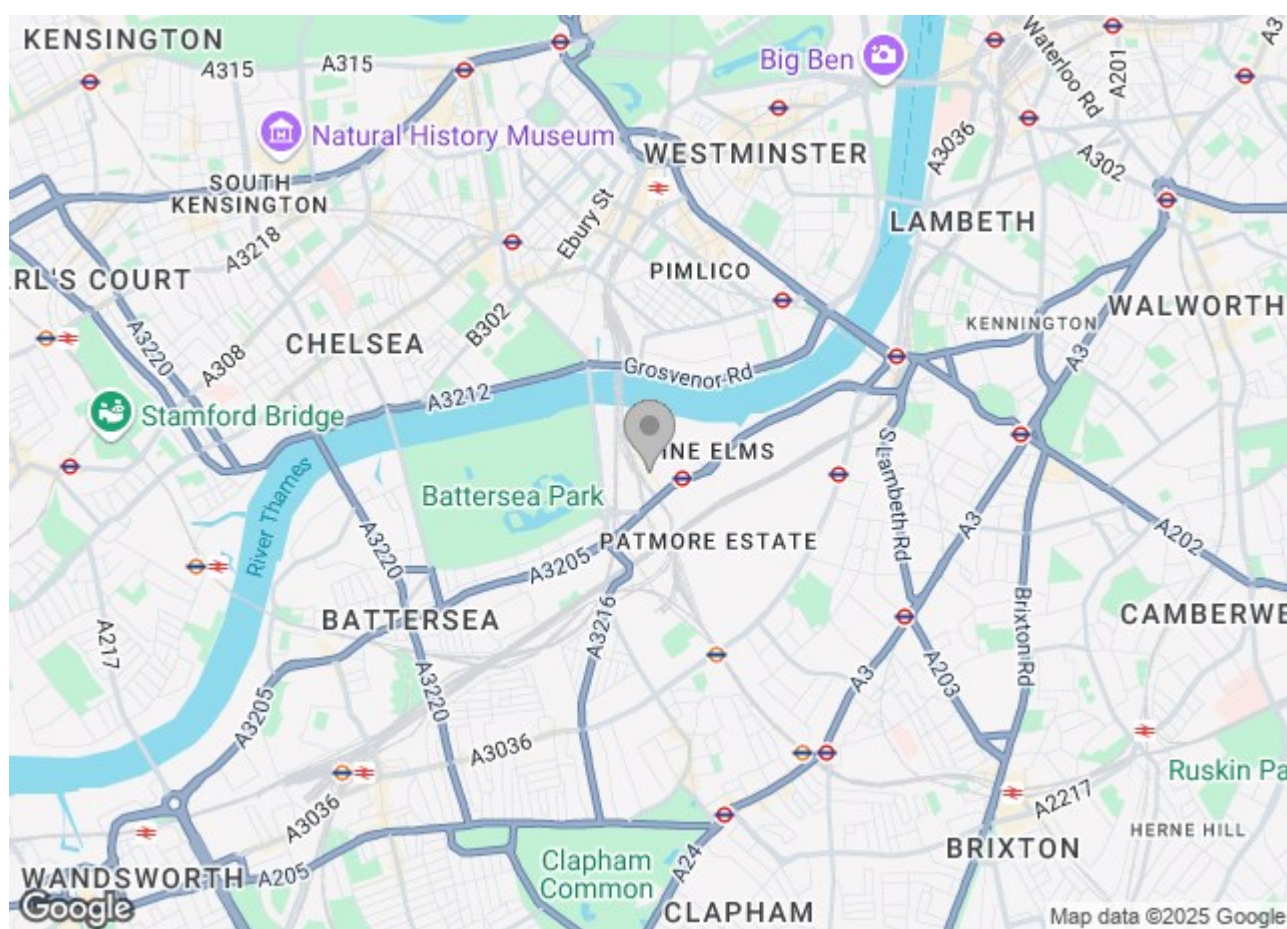 KENSINGTON
A315
A315
Big Ben
Waterloo Rd
A201
A3
Natural History Museum
WESTMINSTER
A3036
A302
SOUTH
KENSINGTON
Ebury St
LAMBETH
A3218
RL'S COURT
PIMLICO
WALWORTH
A3220
A308
CHELSEA
B302
KENNINGTON
A3
Grosvenor Rd
A3212
Stamford Bridge
INE ELMS
S Lambeth Rd
River Thames
Battersea Park
A3220
A3205
PATMORE ESTATE
A3
A202
BATTERSEA
A3216
Brixton Rd
CAMBERWE
A217
A3220
A3
A203
A3205
A3036
Ruskin Pa
A3036
A2217
HERNE HILL
BRIXTON
WANDSWORTH
A205
Clapham
Common
A24
CLAPHAM
Google
Map data ©2025 Google